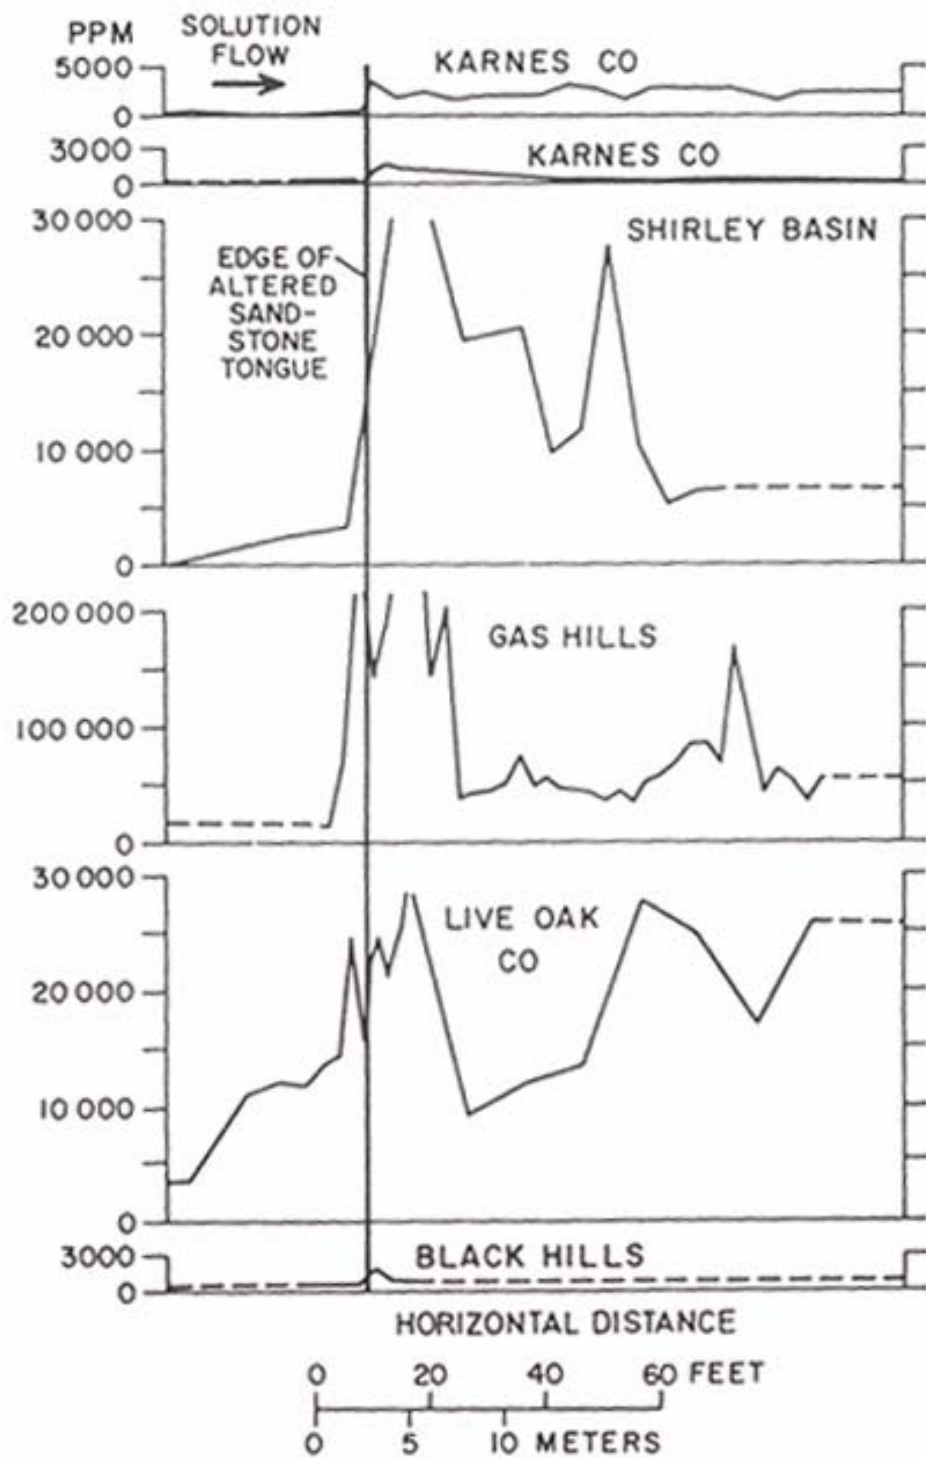 PPM
SOLUTION
FLOW
5000
0
KARNES CO
3000
0
KARNES CO
30 000
20 000
10 000
0
SHIRLEY BASIN
EDGE OF
ALTERED
SAND-
STONE
TONGUE
200 000
100 000
0
GAS HILLS
30 000
20 000
10 000
0
LIVE OAK
CO
3000
0
BLACK HILLS
HORIZONTAL DISTANCE
0 20 40 60 FEET
0 5 10 METERS